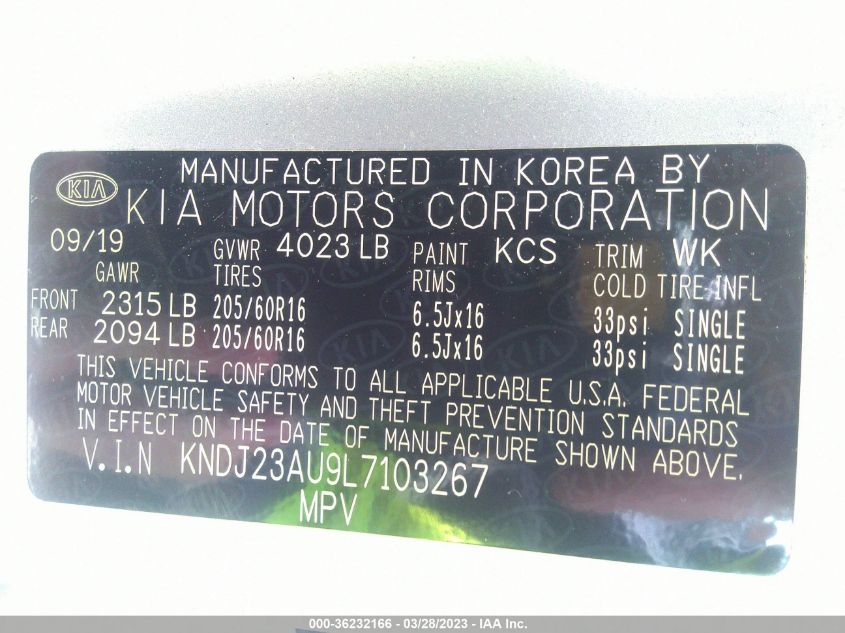 MANUFACTURED IN KOREA BY
KIA KIA MOTORS CORPORATION
09/19 GVWR 4023 LB PAINT KCS TRIM WK
GAWR TIRES RIMS COLD TIRE INFL
FRONT 2315 LB 205/60R16 6.5Jx16 33psi SINGLE
REAR 2094 LB 205/60R16 6.5Jx16 33psi SINGLE
THIS VEHICLE CONFORMS TO ALL APPLICABLE U.S.A. FEDERAL
MOTOR VEHICLE SAFETY AND THEFT PREVENTION STANDARDS
IN EFFECT ON THE DATE OF MANUFACTURE SHOWN ABOVE.
V.I.N KNDJ23AU9L7103267
MPV
000-36232166 - 03/28/2023 - IAA Inc.